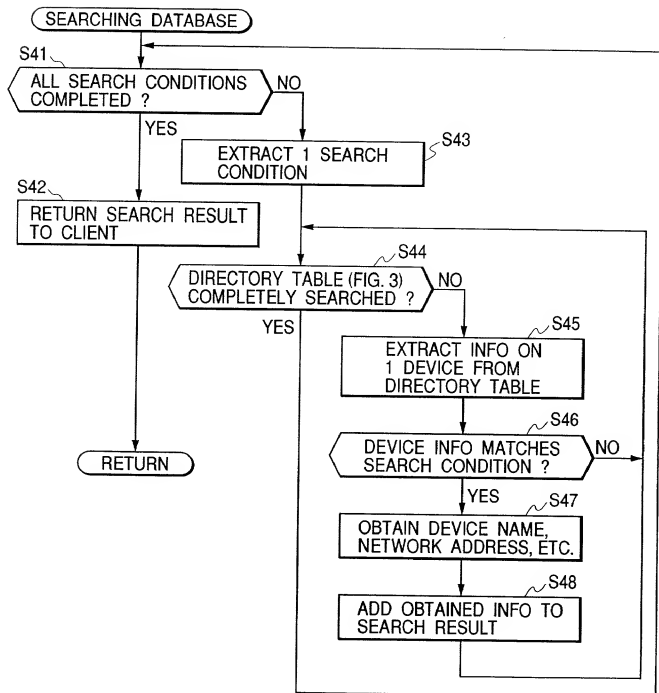 SEARCHING DATABASE
S41
ALL SEARCH CONDITIONS
COMPLETED ?
NO
YES
S43
EXTRACT 1 SEARCH
CONDITION
S42
RETURN SEARCH RESULT
TO CLIENT
S44
DIRECTORY TABLE (FIG. 3)
COMPLETELY SEARCHED ?
NO
YES
S45
EXTRACT INFO ON
1 DEVICE FROM
DIRECTORY TABLE
S46
DEVICE INFO MATCHES
SEARCH CONDITION ?
NO
RETURN
YES
S47
OBTAIN DEVICE NAME,
NETWORK ADDRESS, ETC.
S48
ADD OBTAINED INFO TO
SEARCH RESULT